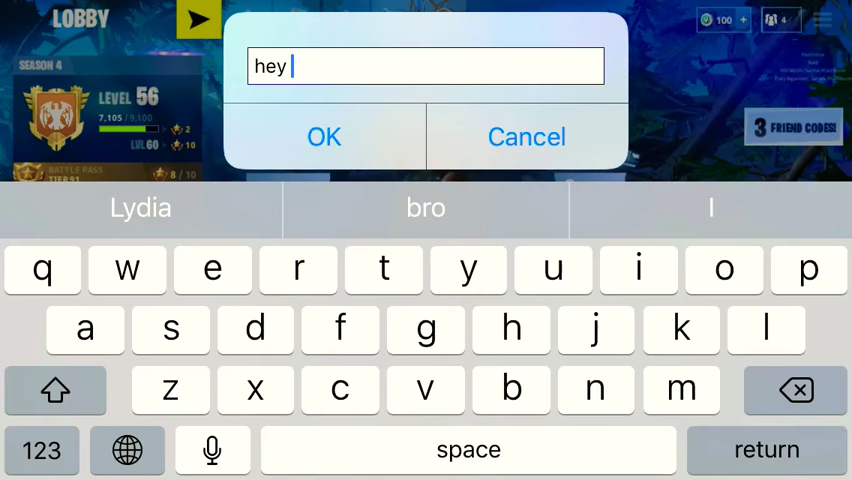 LOBBY
100 +
4
hey
SEASON 4
LEVEL 56
7,105 / 9,100
2
LVL 60
10
BATTLE PASS
8 / 10
TIER 91
3 FRIEND CODES!
OK
Cancel
Lydia
bro
I
q w e r t y u i o p
a s d f g h j k l
z x c v b n m
123
space
return